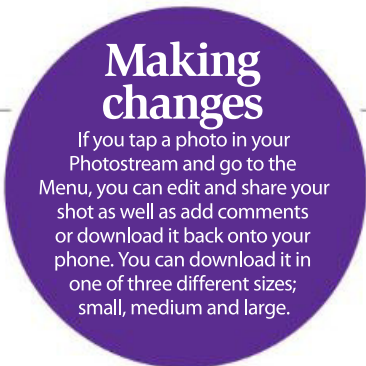 Making
changes
If you tap a photo in your
Photostream and go to the
Menu, you can edit and share your
shot as well as add comments
or download it back onto your
phone. You can download it in
one of three different sizes;
small, medium and large.